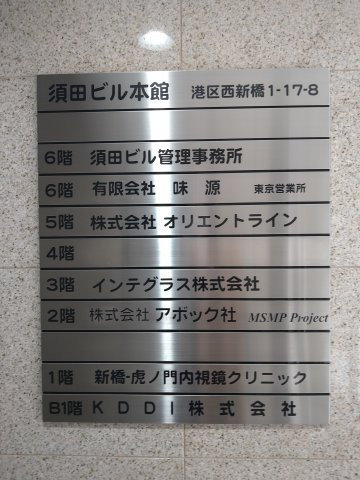 須田ビル本館 港区西新橋1-17-8
6階 須田ビル管理事務所
6階 有限会社 味源 東京営業所
5階 株式会社 オリエントライン
4階
3階 インテグラス株式会社
2階 株式会社 アボック社 MSMP Project
1階 新橋-虎ノ門内視鏡クリニック
B1階 KDDI株式会社